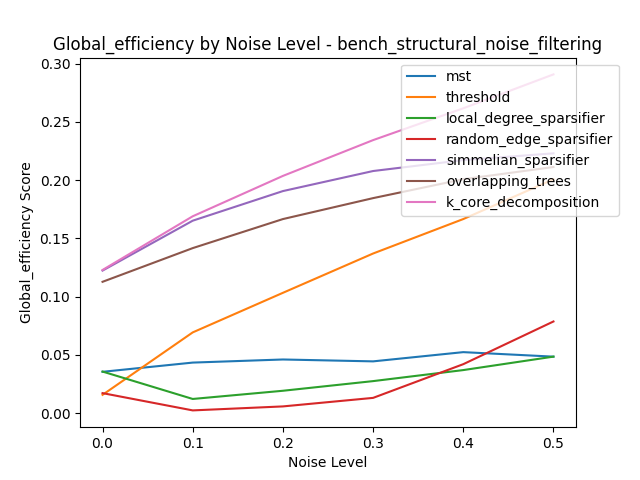 Global_efficiency by Noise Level - bench_structural_noise_filtering
mst
threshold
local_degree_sparsifier
random_edge_sparsifier
simmelian_sparsifier
overlapping_trees
k_core_decomposition
Global_efficiency Score
0.30
0.25
0.20
0.15
0.10
0.05
0.00
0.0 0.1 0.2 0.3 0.4 0.5
Noise Level